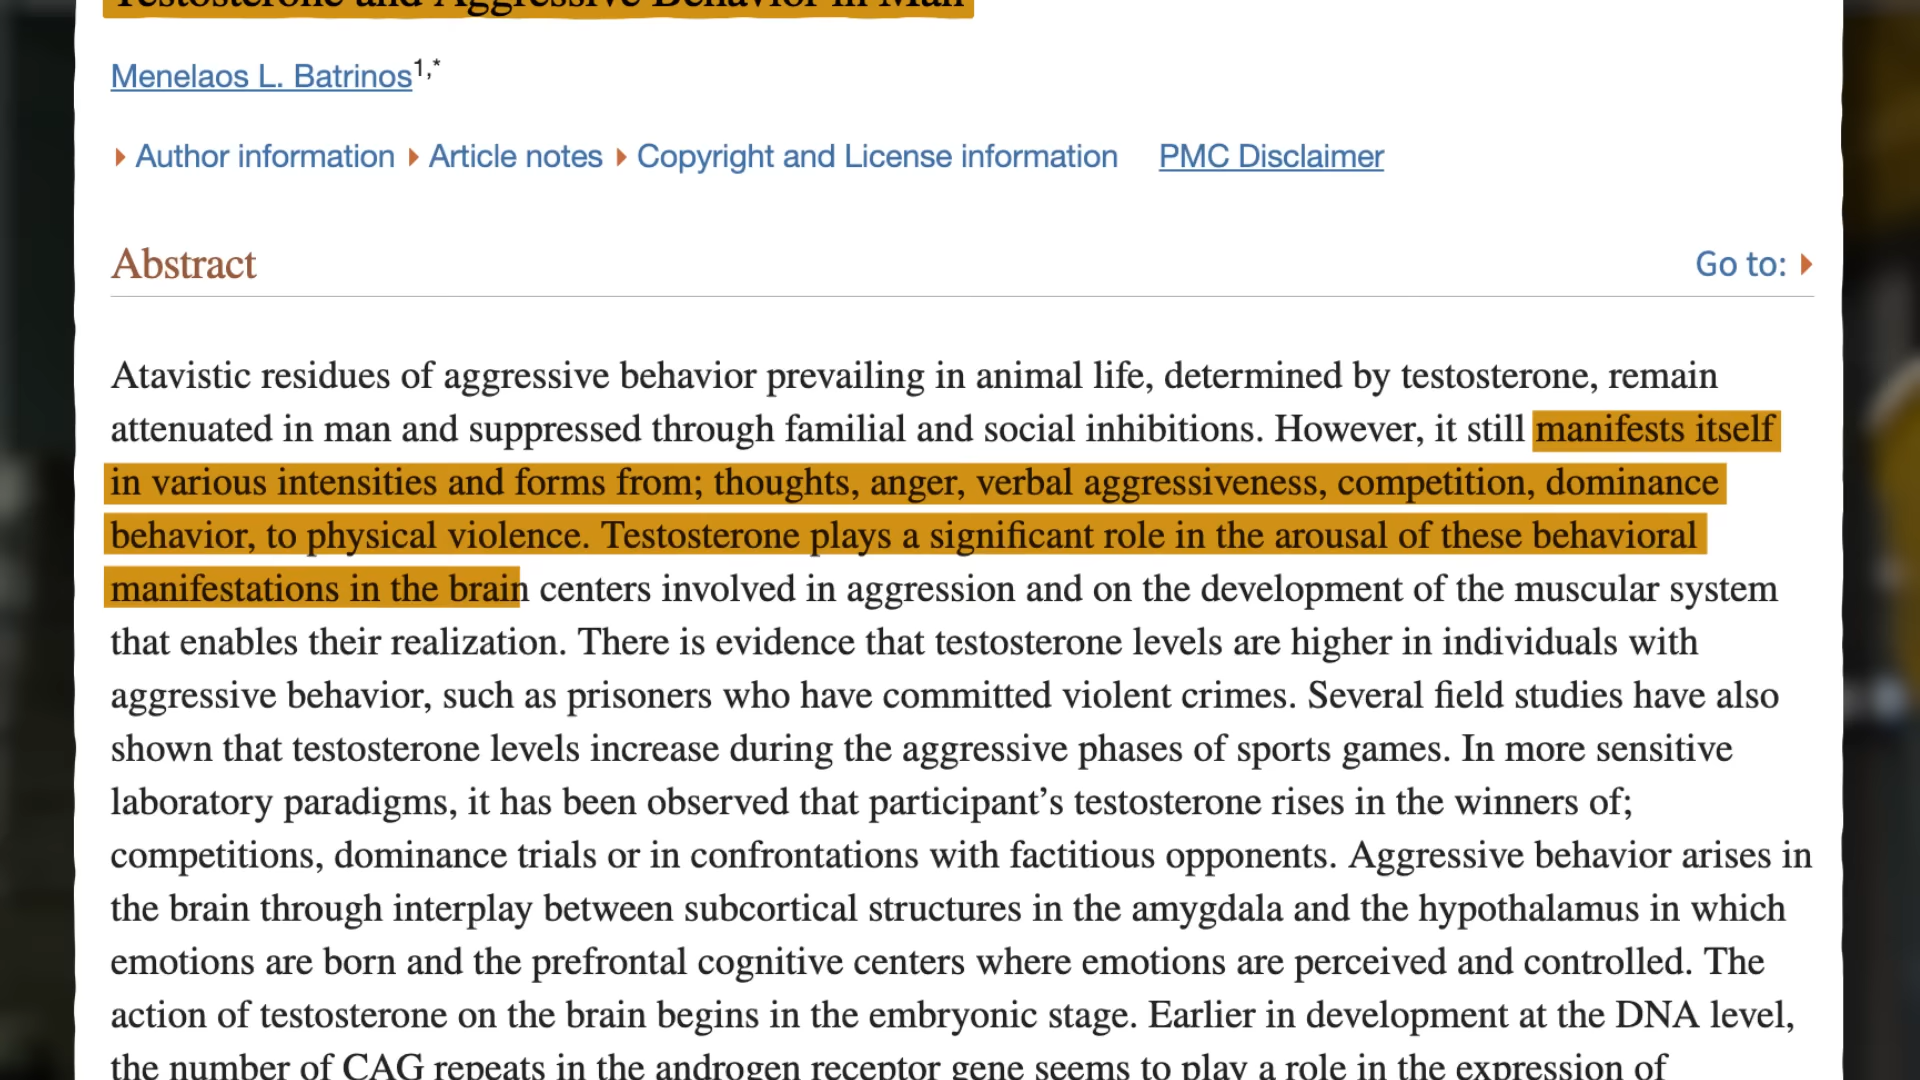 Testosterone and Aggressive Behavior in Man
Menelaos L. Batrinos1,*
Author information Article notes Copyright and License information PMC Disclaimer
Abstract
Go to:
Atavistic residues of aggressive behavior prevailing in animal life, determined by testosterone, remain
attenuated in man and suppressed through familial and social inhibitions. However, it still manifests itself
in various intensities and forms from; thoughts, anger, verbal aggressiveness, competition, dominance
behavior, to physical violence. Testosterone plays a significant role in the arousal of these behavioral
manifestations in the brain centers involved in aggression and on the development of the muscular system
that enables their realization. There is evidence that testosterone levels are higher in individuals with
aggressive behavior, such as prisoners who have committed violent crimes. Several field studies have also
shown that testosterone levels increase during the aggressive phases of sports games. In more sensitive
laboratory paradigms, it has been observed that participant’s testosterone rises in the winners of;
competitions, dominance trials or in confrontations with factitious opponents. Aggressive behavior arises in
the brain through interplay between subcortical structures in the amygdala and the hypothalamus in which
emotions are born and the prefrontal cognitive centers where emotions are perceived and controlled. The
action of testosterone on the brain begins in the embryonic stage. Earlier in development at the DNA level,
the number of CAG repeats in the androgen receptor gene seems to play a role in the expression of